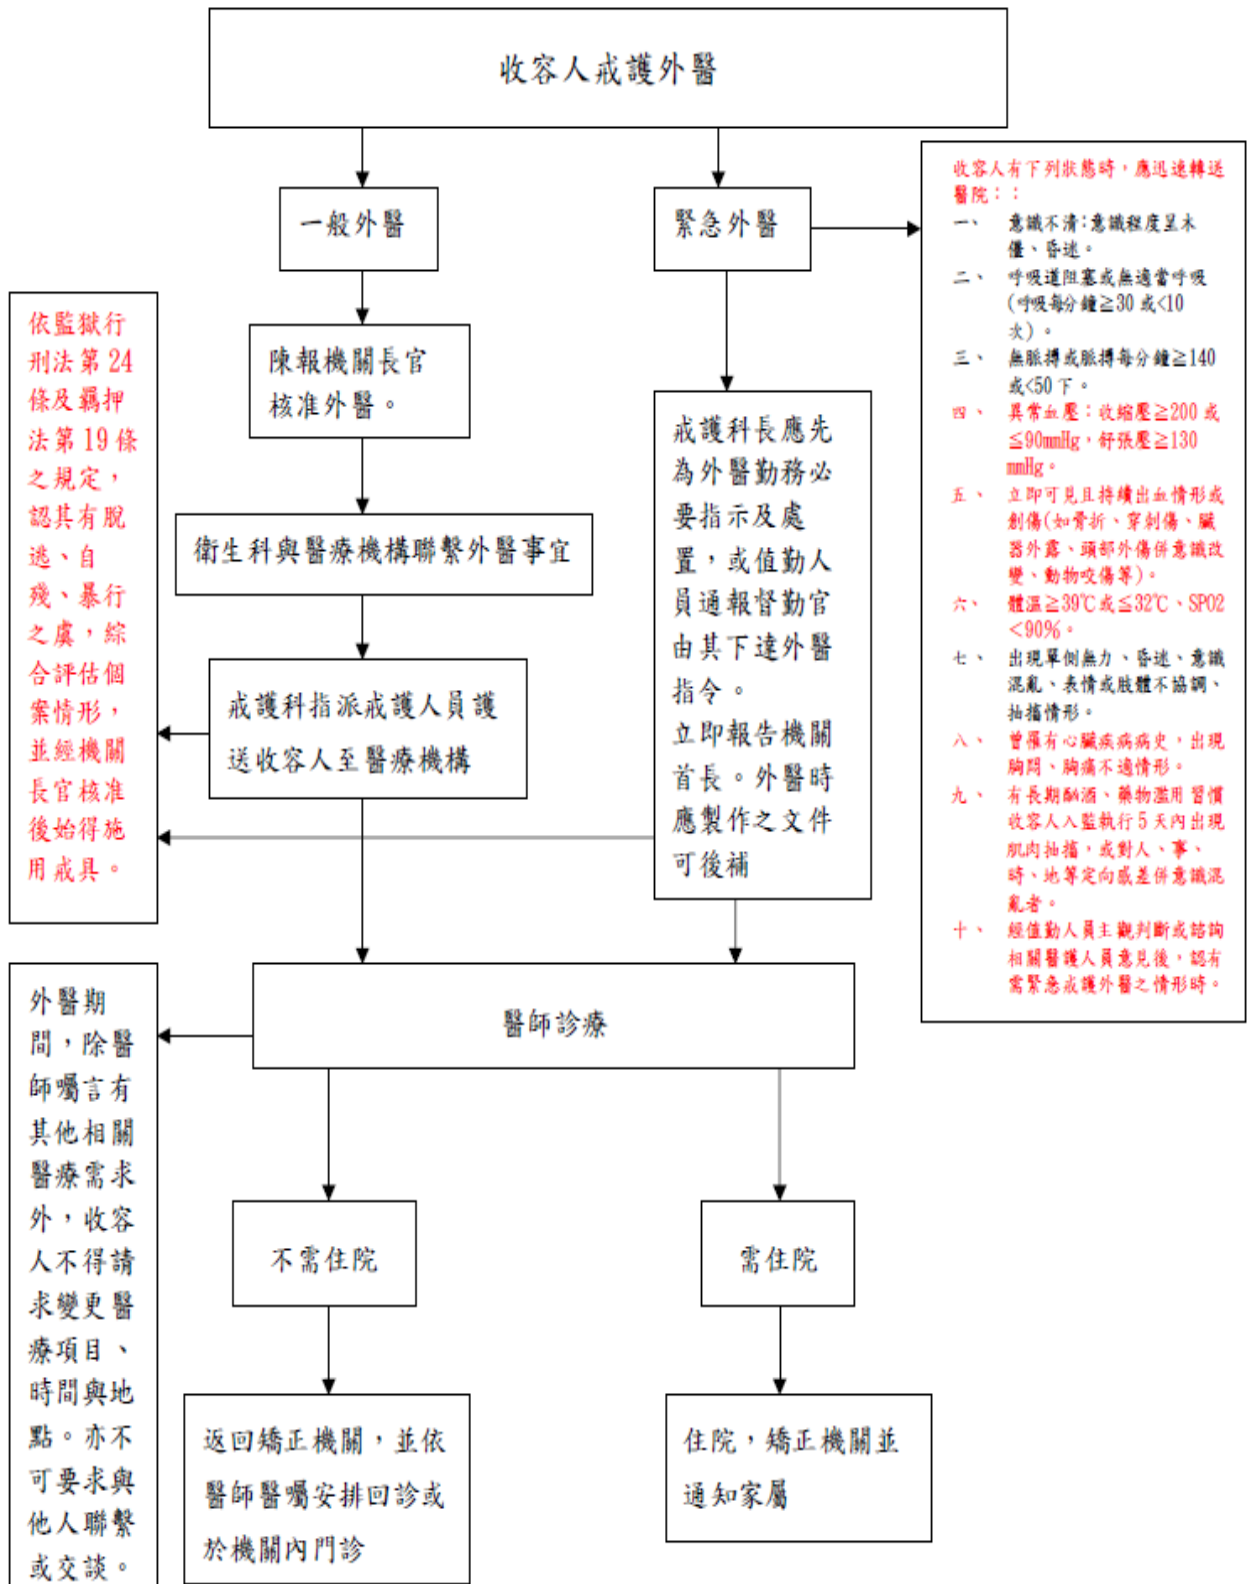 收容人戒護外醫
一般外醫
緊急外醫
收容人有下列狀態時，應迅速轉送
醫院：：
一、 意識不清:意識程度呈木
僵、昏迷。
二、 呼吸道阻塞或無適當呼吸
(呼吸每分鐘≧30 或<10
次)。
三、 無脈搏或脈搏每分鐘≧140
或<50 下。
四、 異常血壓：收縮壓≧200 或
≦90mmHg，舒張壓≧130
mmHg。
五、 立即可見且持續出血情形或
創傷(如骨折、穿刺傷、臟
器外露、頭部外傷併意識改
變、動物咬傷等)。
六、 體溫≧39℃或≦32℃、SPO2
＜90%。
七、 出現單側無力、昏迷、意識
混亂、表情或肢體不協調、
抽搐情形。
八、 曾罹有心臟疾病病史，出現
胸悶、胸痛不適情形。
九、 有長期酗酒、藥物濫用習慣
收容人入監執行 5 天內出現
肌肉抽搐，或對人、事、
時、地等定向感差併意識混
亂者。
十、 經值勤人員主觀判斷或諮詢
相關醫護人員意見後，認有
需緊急戒護外醫之情形時。
依監獄行
刑法第 24
條及羈押
法第 19 條
之規定，
認其有脫
逃、自
殘、暴行
之虞，綜
合評估個
案情形，
並經機關
長官核准
後始得施
用戒具。
陳報機關長官
核准外醫。
衛生科與醫療機構聯繫外醫事宜
戒護科指派戒護人員護
送收容人至醫療機構
戒護科長應先
為外醫勤務必
要指示及處
置，或值勤人
員通報督勤官
由其下達外醫
指令。
立即報告機關
首長。外醫時
應製作之文件
可後補
醫師診療
外醫期
間，除醫
師囑言有
其他相關
醫療需求
外，收容
人不得請
求變更醫
療項目、
時間與地
點。亦不
可要求與
他人聯繫
或交談。
不需住院
需住院
返回矯正機關，並依
醫師醫囑安排回診或
於機關內門診
住院，矯正機關並
通知家屬